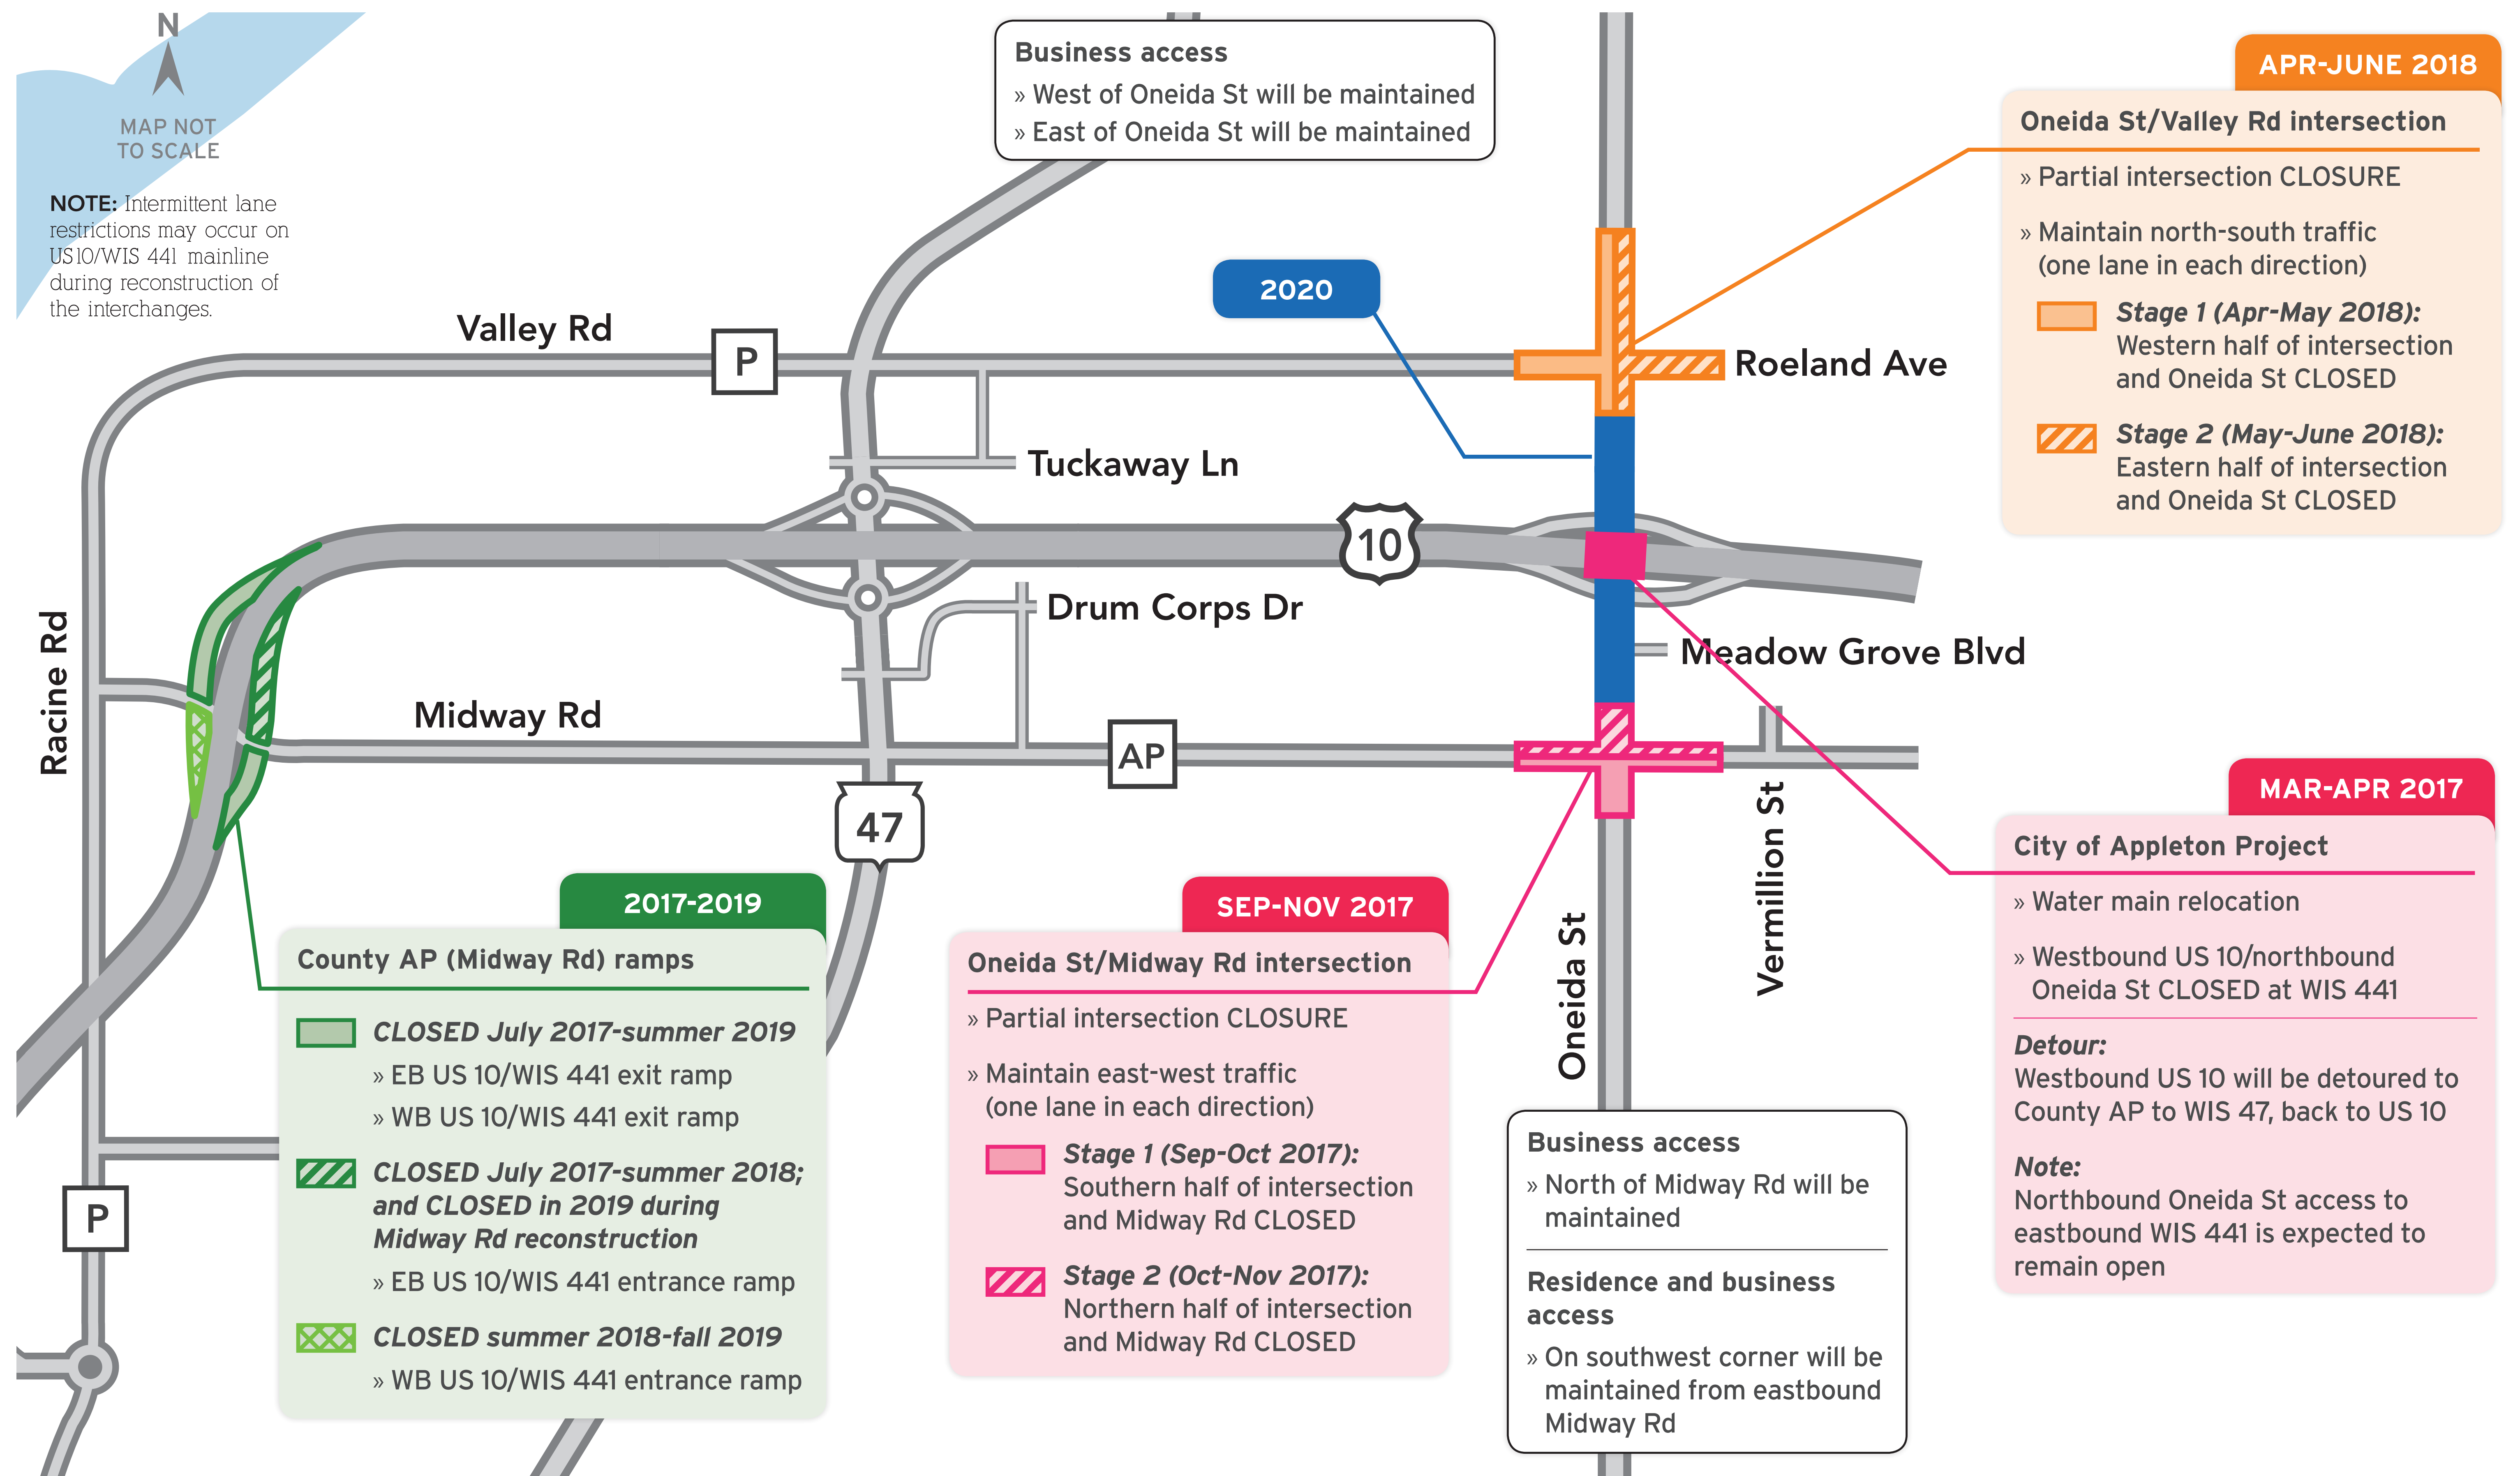 N
MAP NOT
TO SCALE
NOTE: Intermittent lane
restrictions may occur on
US10/WIS 441 mainline
during reconstruction of
the interchanges.
Business access
» West of Oneida St will be maintained
» East of Oneida St will be maintained
APR-JUNE 2018
Oneida St/Valley Rd intersection
» Partial intersection CLOSURE
» Maintain north-south traffic
(one lane in each direction)
Stage 1 (Apr-May 2018):
Western half of intersection
and Oneida St CLOSED
Stage 2 (May-June 2018):
Eastern half of intersection
and Oneida St CLOSED
2020
Valley Rd
P
Roeland Ave
Tuckaway Ln
10
Drum Corps Dr
Meadow Grove Blvd
Racine Rd
Midway Rd
AP
47
Vermillion St
Oneida St
MAR-APR 2017
City of Appleton Project
» Water main relocation
» Westbound US 10/northbound
Oneida St CLOSED at WIS 441
Detour:
Westbound US 10 will be detoured to
County AP to WIS 47, back to US 10
Note:
Northbound Oneida St access to
eastbound WIS 441 is expected to
remain open
2017-2019
County AP (Midway Rd) ramps
CLOSED July 2017-summer 2019
» EB US 10/WIS 441 exit ramp
» WB US 10/WIS 441 exit ramp
CLOSED July 2017-summer 2018;
and CLOSED in 2019 during
Midway Rd reconstruction
» EB US 10/WIS 441 entrance ramp
CLOSED summer 2018-fall 2019
» WB US 10/WIS 441 entrance ramp
P
SEP-NOV 2017
Oneida St/Midway Rd intersection
» Partial intersection CLOSURE
» Maintain east-west traffic
(one lane in each direction)
Stage 1 (Sep-Oct 2017):
Southern half of intersection
and Midway Rd CLOSED
Stage 2 (Oct-Nov 2017):
Northern half of intersection
and Midway Rd CLOSED
Business access
» North of Midway Rd will be
maintained
Residence and business
access
» On southwest corner will be
maintained from eastbound
Midway Rd